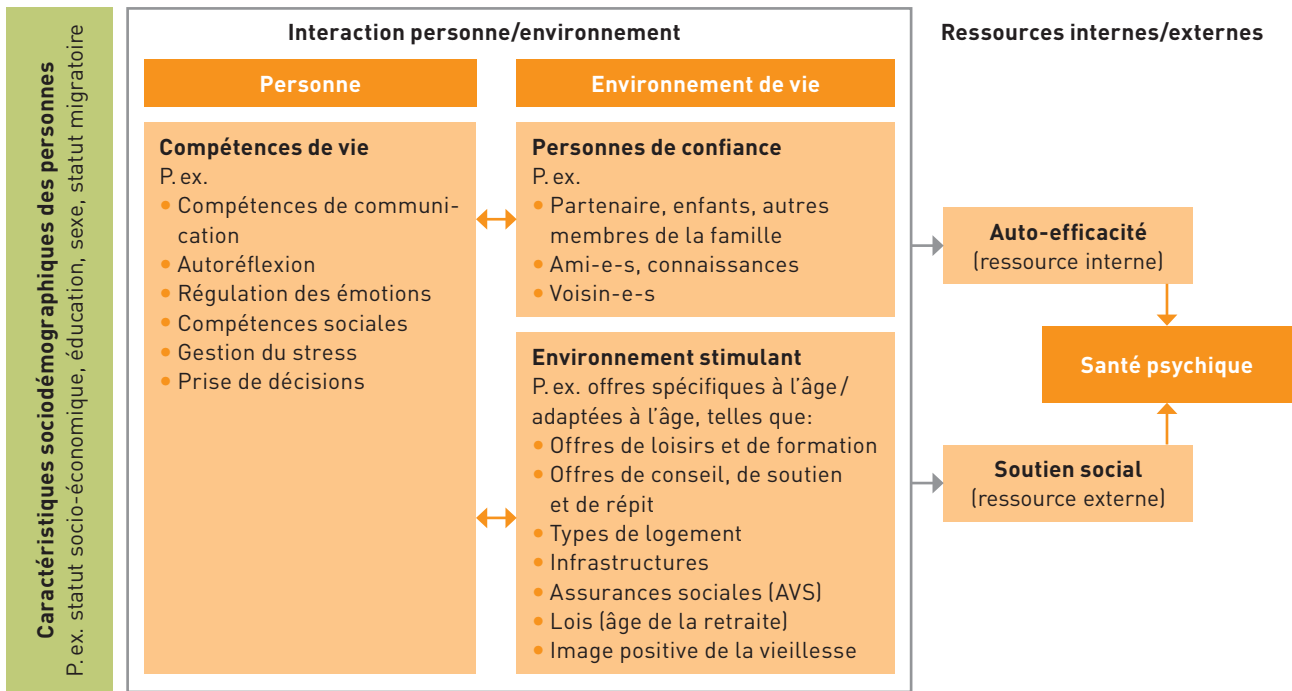 Caractéristiques sociodémographiques des personnes
P. ex. statut socio-économique, éducation, sexe, statut migratoire
Interaction personne/environnement
Personne
Compétences de vie
P. ex.
• Compétences de communi-
cation
• Autoréflexion
• Régulation des émotions
• Compétences sociales
• Gestion du stress
• Prise de décisions
Environnement de vie
Personnes de confiance
P. ex.
• Partenaire, enfants, autres
membres de la famille
• Ami-e-s, connaissances
• Voisin-e-s
Environnement stimulant
P. ex. offres spécifiques à l’âge/
adaptées à l’âge, telles que:
• Offres de loisirs et de formation
• Offres de conseil, de soutien
et de répit
• Types de logement
• Infrastructures
• Assurances sociales (AVS)
• Lois (âge de la retraite)
• Image positive de la vieillesse
Ressources internes/externes
Auto-efficacité
(ressource interne)
Santé psychique
Soutien social
(ressource externe)